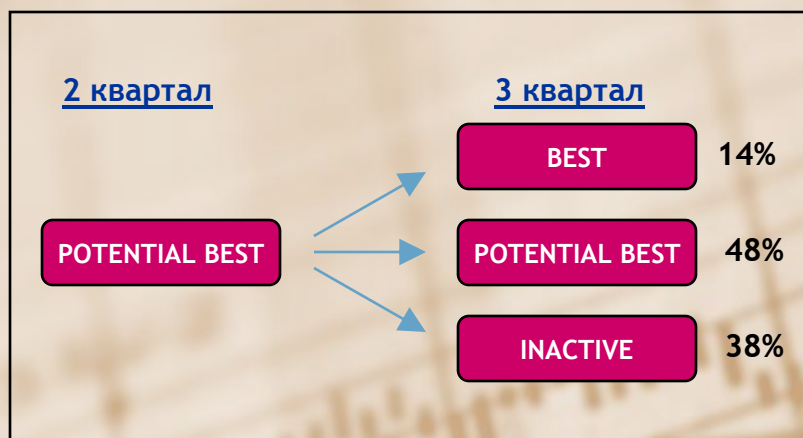 2 квартал
3 квартал
BEST 14%
POTENTIAL BEST
POTENTIAL BEST 48%
INACTIVE 38%